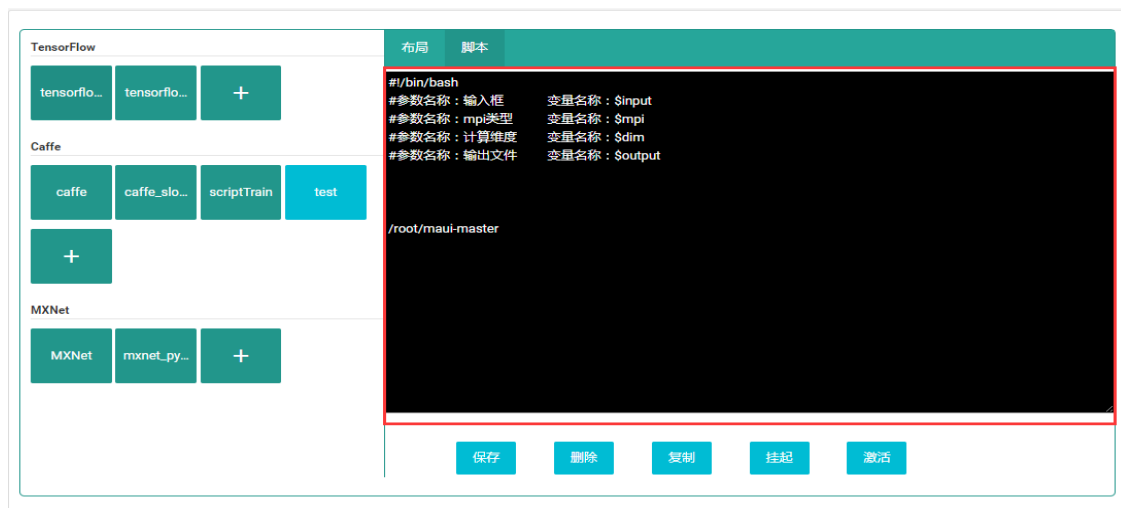 TensorFlow
tensorflo...
tensorflo...
+
Caffe
caffe
caffe_slo...
scriptTrain
test
+
MXNet
MXNet
mxnet_py...
+
布局
脚本
#!/bin/bash
#参数名称：输入框 变量名称：$input
#参数名称：mpi类型 变量名称：$mpi
#参数名称：计算维度 变量名称：$dim
#参数名称：输出文件 变量名称：$output
/root/maui-master
保存
删除
复制
挂起
激活